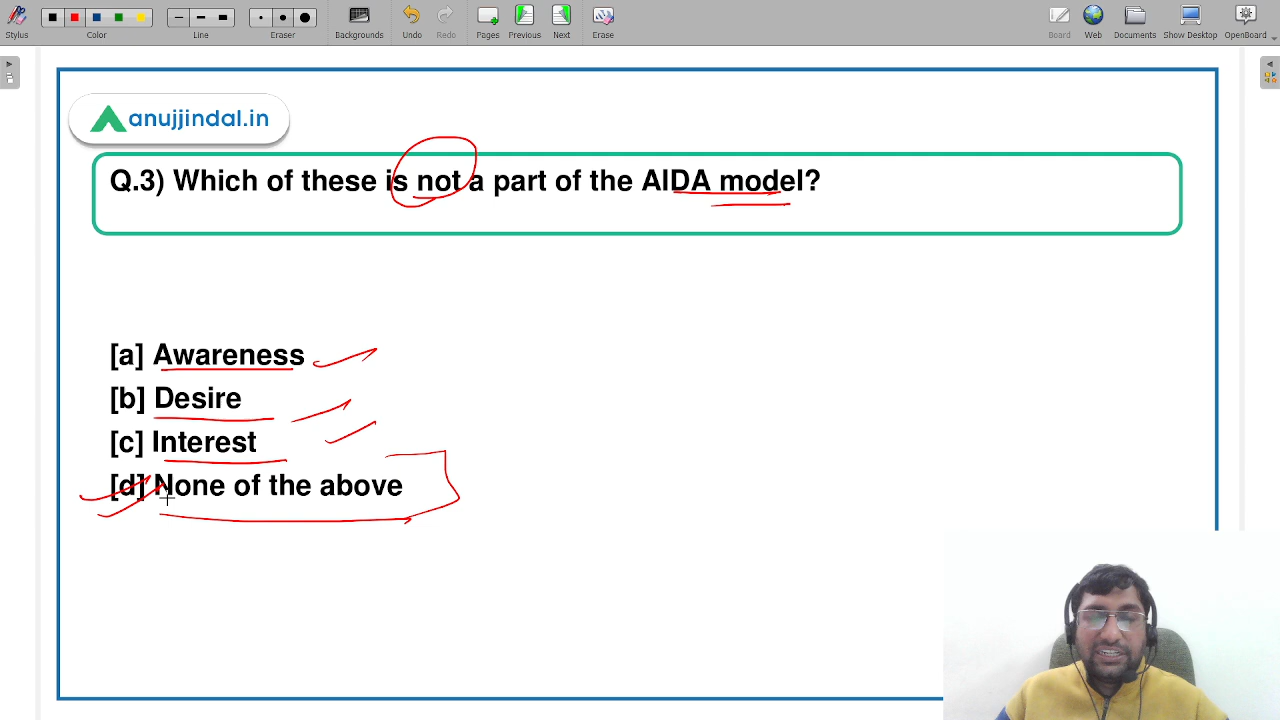 Stylus
Color
Line
Eraser
Backgrounds
Undo
Redo
Pages
Previous
Next
Erase
Board
Web
Documents
Show Desktop
OpenBoard
anujjindal.in
Q.3) Which of these is not a part of the AIDA model?
[a] Awareness
[b] Desire
[c] Interest
[d] None of the above